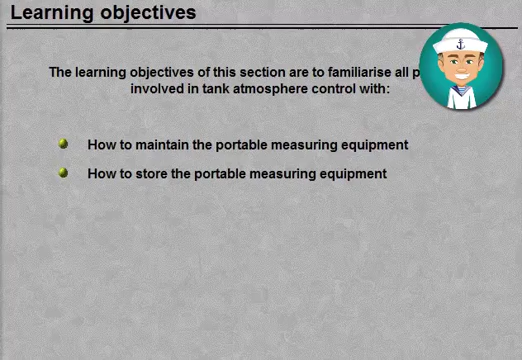 Learning objectives
The learning objectives of this section are to familiarise all
involved in tank atmosphere control with:
How to maintain the portable measuring equipment
How to store the portable measuring equipment